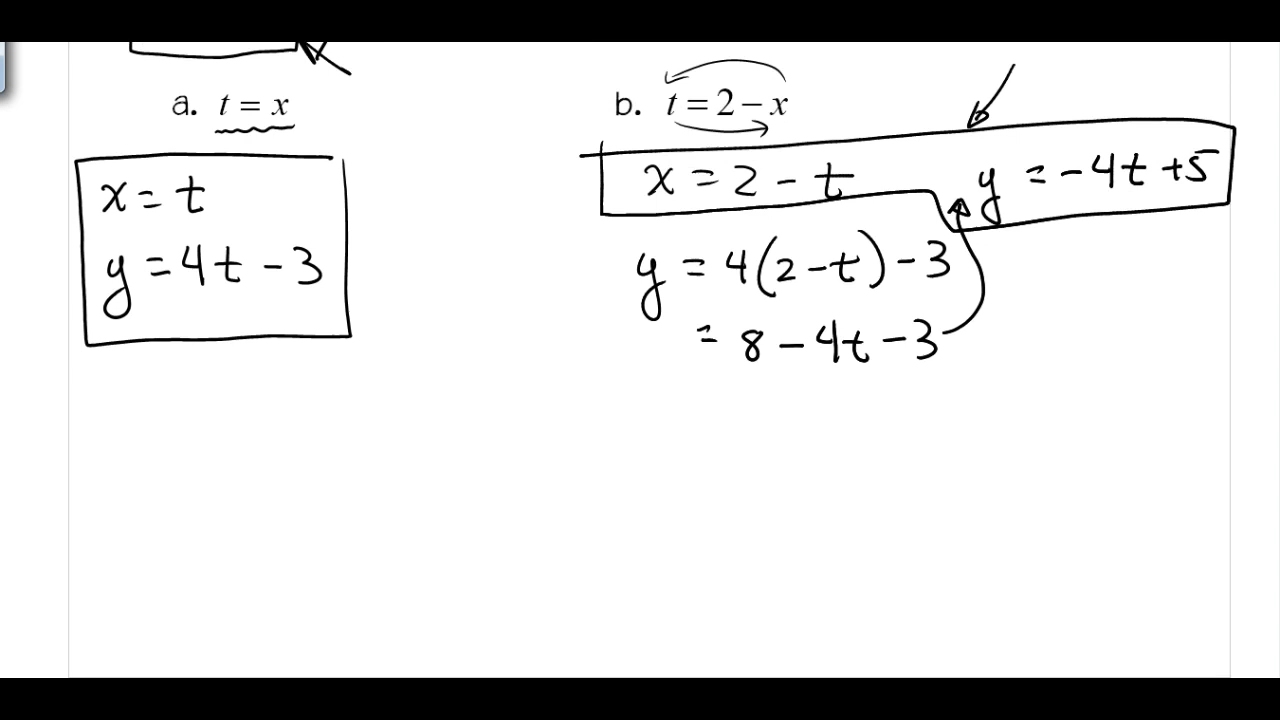 a. t = x
x = t
y = 4t - 3
b. t = 2 - x
x = 2 - t y = -4t + 5
y = 4(2 - t) - 3
= 8 - 4t - 3